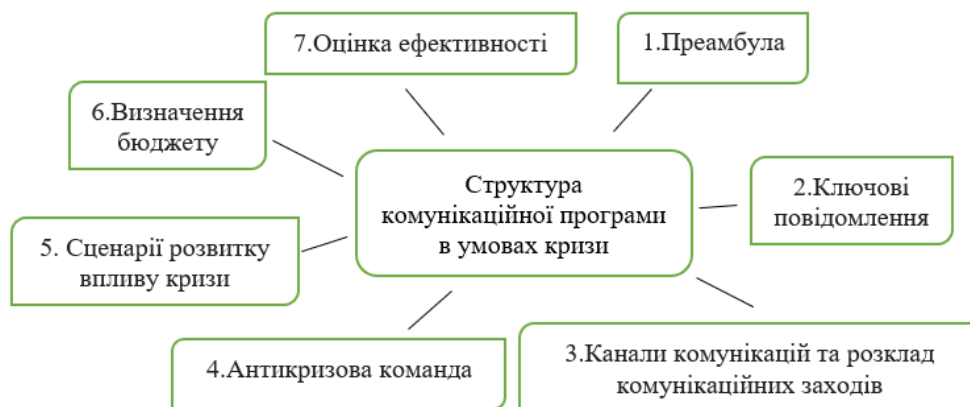 7.Оцінка ефективності
1.Преамбула
6.Визначення
бюджету
Структура
комунікаційної програми
в умовах кризи
2.Ключові
повідомлення
5. Сценарії розвитку
впливу кризи
4.Антикризова команда
3.Канали комунікацій та розклад
комунікаційних заходів